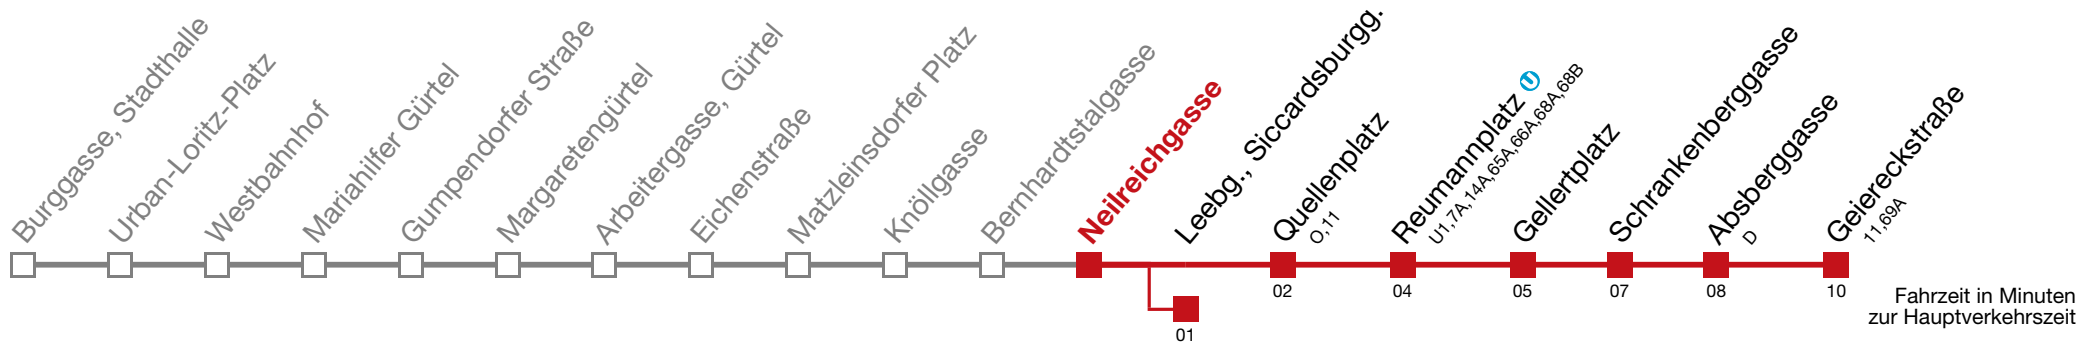 Burggasse, Stadthalle
Urban-Loritz-Platz
Westbahnhof
Mariahilfer Gürtel
Gumpendorfer Straße
Margaretengürtel
Arbeitergasse, Gürtel
Eichenstraße
Matzleinsdorfer Platz
Knöllgasse
Bernhardtstalgasse
Neilreichgasse
Leebg., Siccardsburgg.
01
Quellenplatz
O,11
02
Reumannplatz U
U1,7A,14A,65A,66A,68A,68B
04
Gellertplatz
05
Schrankenberggasse
07
Absberggasse
D
08
Geiereckstraße
11,69A
10
Fahrzeit in Minuten
zur Hauptverkehrszeit